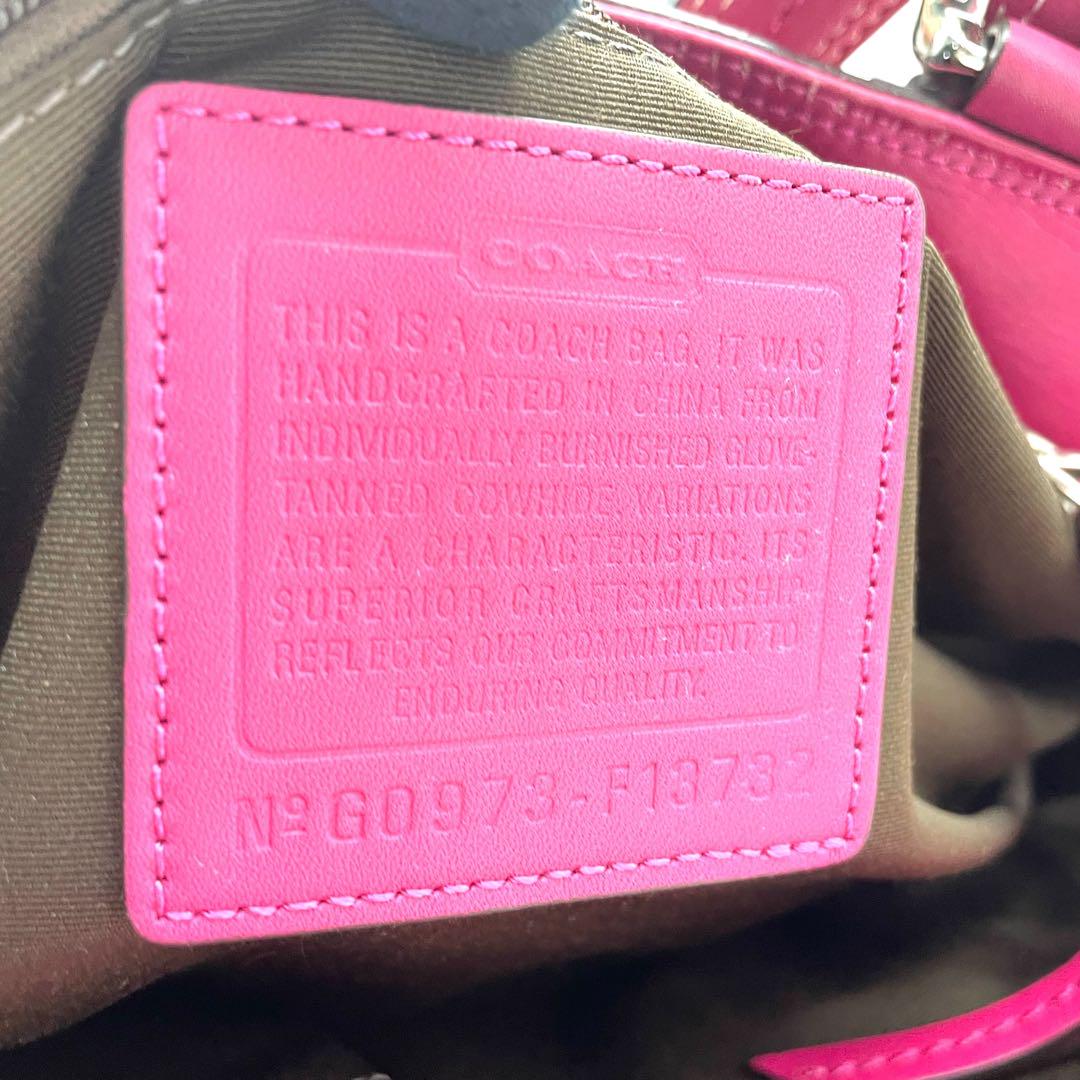 COACH
THIS IS A COACH BAG. IT WAS
HANDCRAFTED IN CHINA FROM
INDIVIDUALLY BURNISHED GLOVE-
TANNED COWHIDE. VARIATIONS
ARE A CHARACTERISTIC. ITS
SUPERIOR CRAFTSMANSHIP
REFLECTS OUR COMMITMENT TO
ENDURING QUALITY.
Nº G0973-F13732